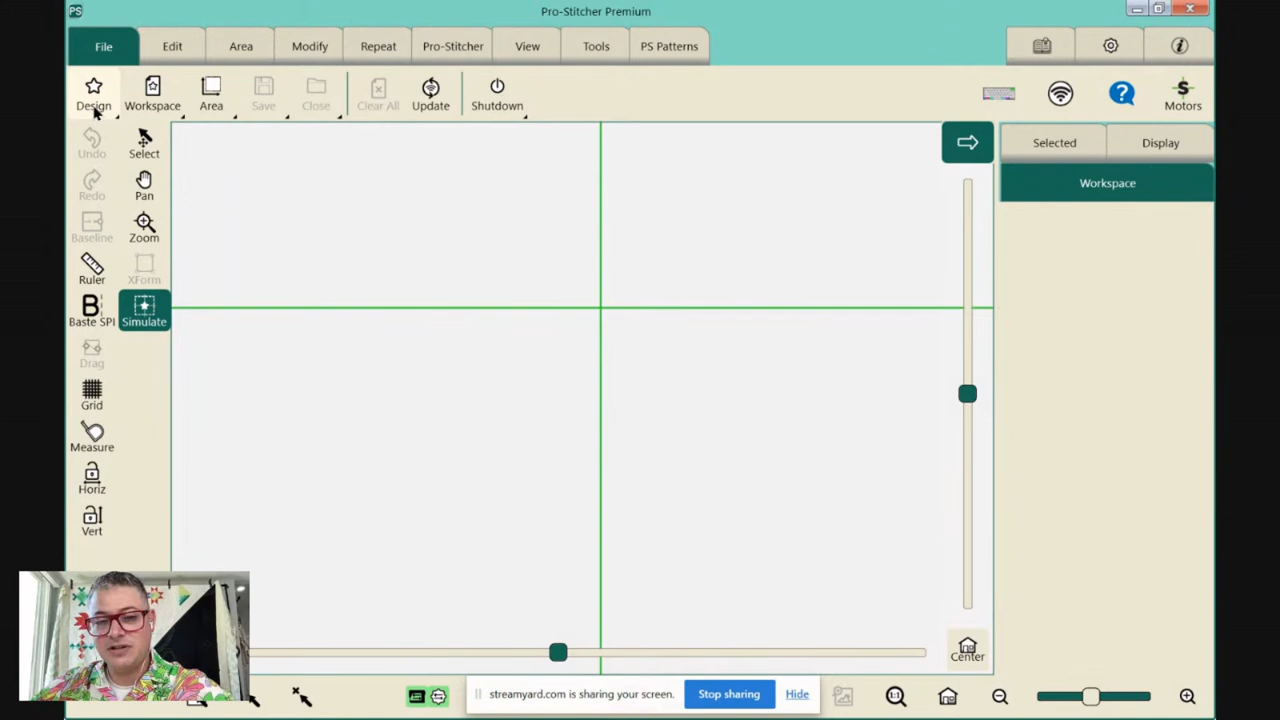 PS
Pro-Stitcher Premium
File
Edit
Area
Modify
Repeat
Pro-Stitcher
View
Tools
PS Patterns
Design
Workspace
Area
Save
Close
Clear All
Update
Shutdown
Motors
Undo
Select
Redo
Pan
Baseline
Zoom
Ruler
XForm
Baste SPI
Simulate
Drag
Grid
Measure
Horiz
Vert
Selected
Display
Workspace
Center
streamyard.com is sharing your screen.
Stop sharing
Hide